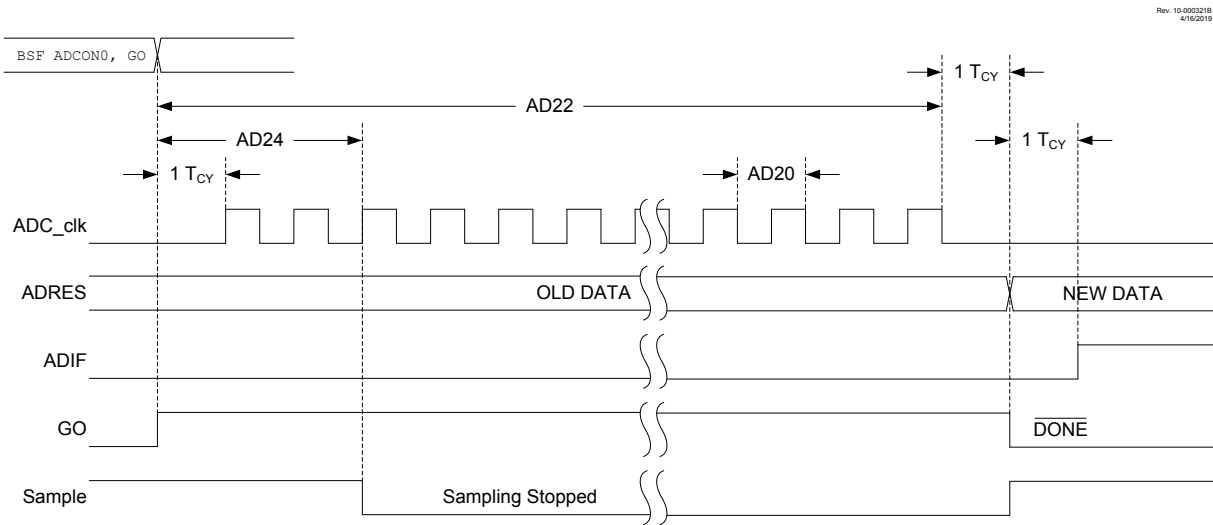 Rev. 10-000321B
4/16/2019
BSF ADCON0, GO
1 TCY
AD22
AD24
1 TCY
1 TCY
AD20
ADC_clk
ADRES
OLD DATA
NEW DATA
ADIF
GO
DONE
Sample
Sampling Stopped